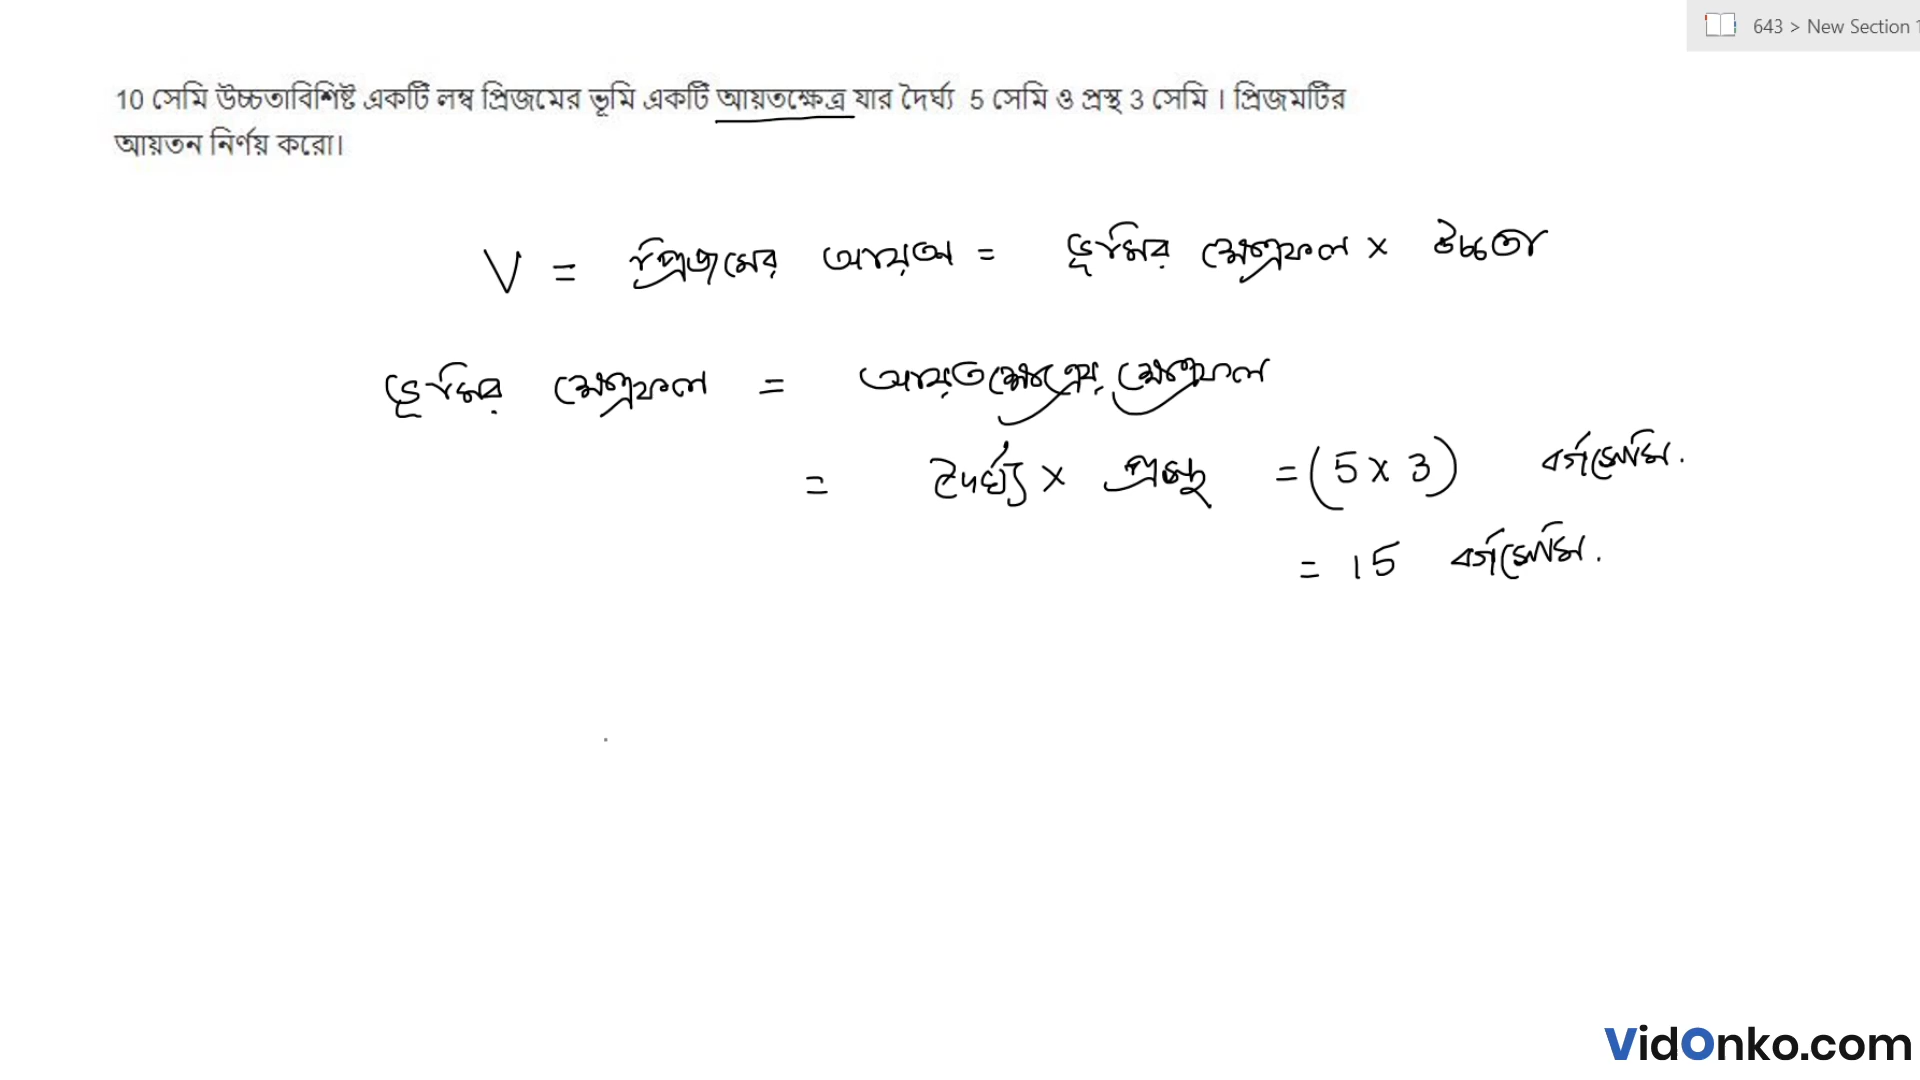 643 > New Section 1
10 সেমি উচ্চতাবিশিষ্ট একটি লম্ব প্রিজমের ভূমি একটি আয়তক্ষেত্র যার দৈর্ঘ্য 5 সেমি ও প্রস্থ 3 সেমি । প্রিজমটির
আয়তন নির্ণয় করো।
V = প্রিজমের আয়তন = ভূমির ক্ষেত্রফল × উচ্চতা
ভূমির ক্ষেত্রফল = আয়তক্ষেত্রের ক্ষেত্রফল
= দৈর্ঘ্য × প্রস্থ = (5 × 3) বর্গসেমি.
= 15 বর্গসেমি.
VidOnko.com